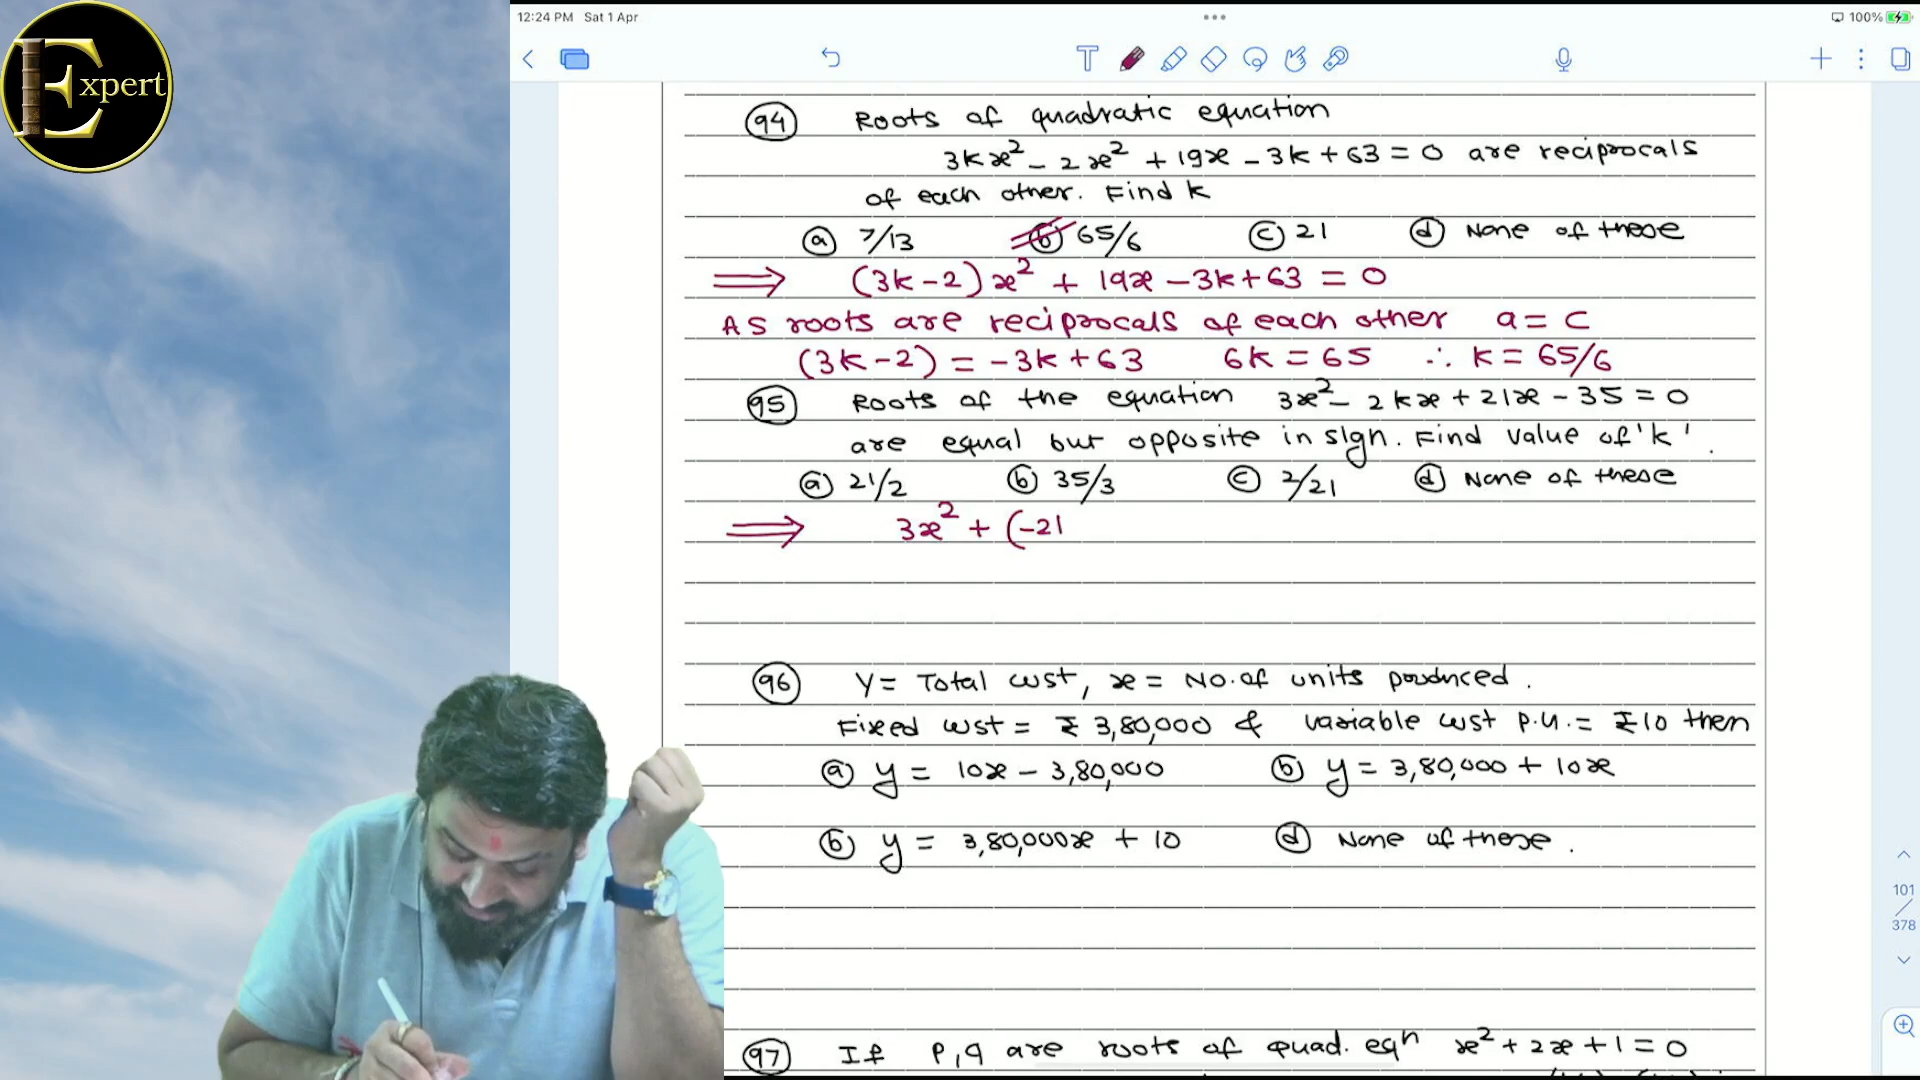 Expert
12:24 PM Sat 1 Apr
100%
94 Roots of quadratic equation
3kx² - 2x² + 19x - 3k + 63 = 0 are reciprocals
of each other. Find k
a 7/13 b 65/6 c 21 d None of these
⟹ (3k-2)x² + 19x - 3k + 63 = 0
As roots are reciprocals of each other a = c
(3k-2) = -3k + 63 6k = 65 ∴ k = 65/6
95 Roots of the equation 3x² - 2kx + 21x - 35 = 0
are equal but opposite in sign. Find value of 'k'.
a 21/2 b 35/3 c 2/21 d None of these
⟹ 3x² + (-21
96 Y = Total cost, x = No. of units produced.
Fixed cost = ₹ 3,80,000 & variable cost p.u. = ₹10 then
a y = 10x - 3,80,000 b y = 3,80,000 + 10x
b y = 3,80,000x + 10 d None of these.
101
/
378
97 If p,q are roots of quad. eqn x² + 2x + 1 = 0